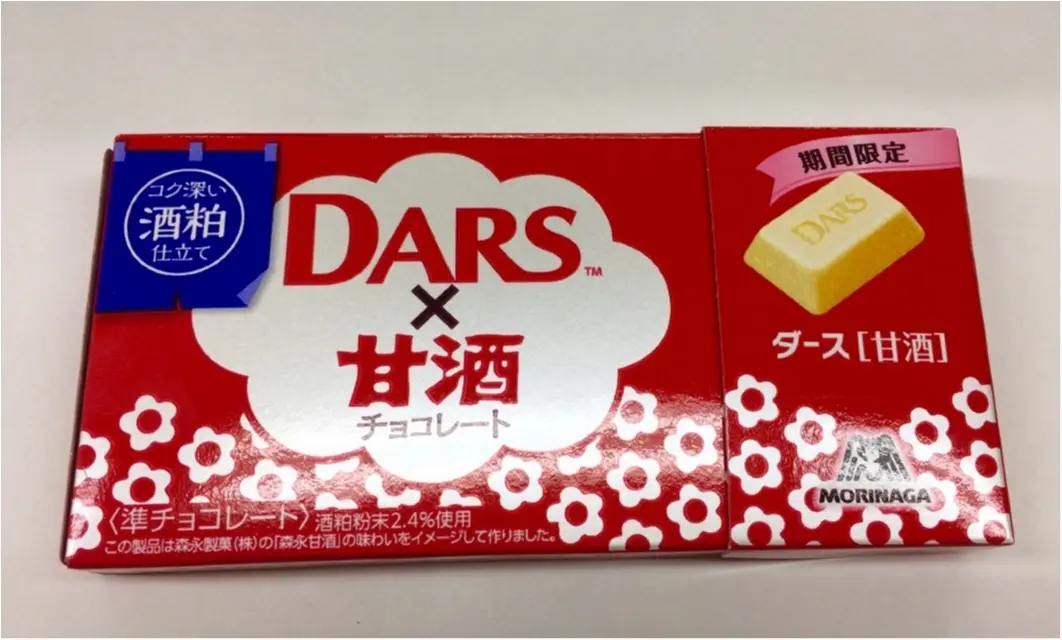 コク深い
酒粕
仕立て
DARS™
×
甘酒
チョコレート
〈準チョコレート〉酒粕粉末2.4%使用
この製品は森永製菓(株)の「森永甘酒」の味わいをイメージして作りました。
期間限定
DARS
ダース[甘酒]
MORINAGA